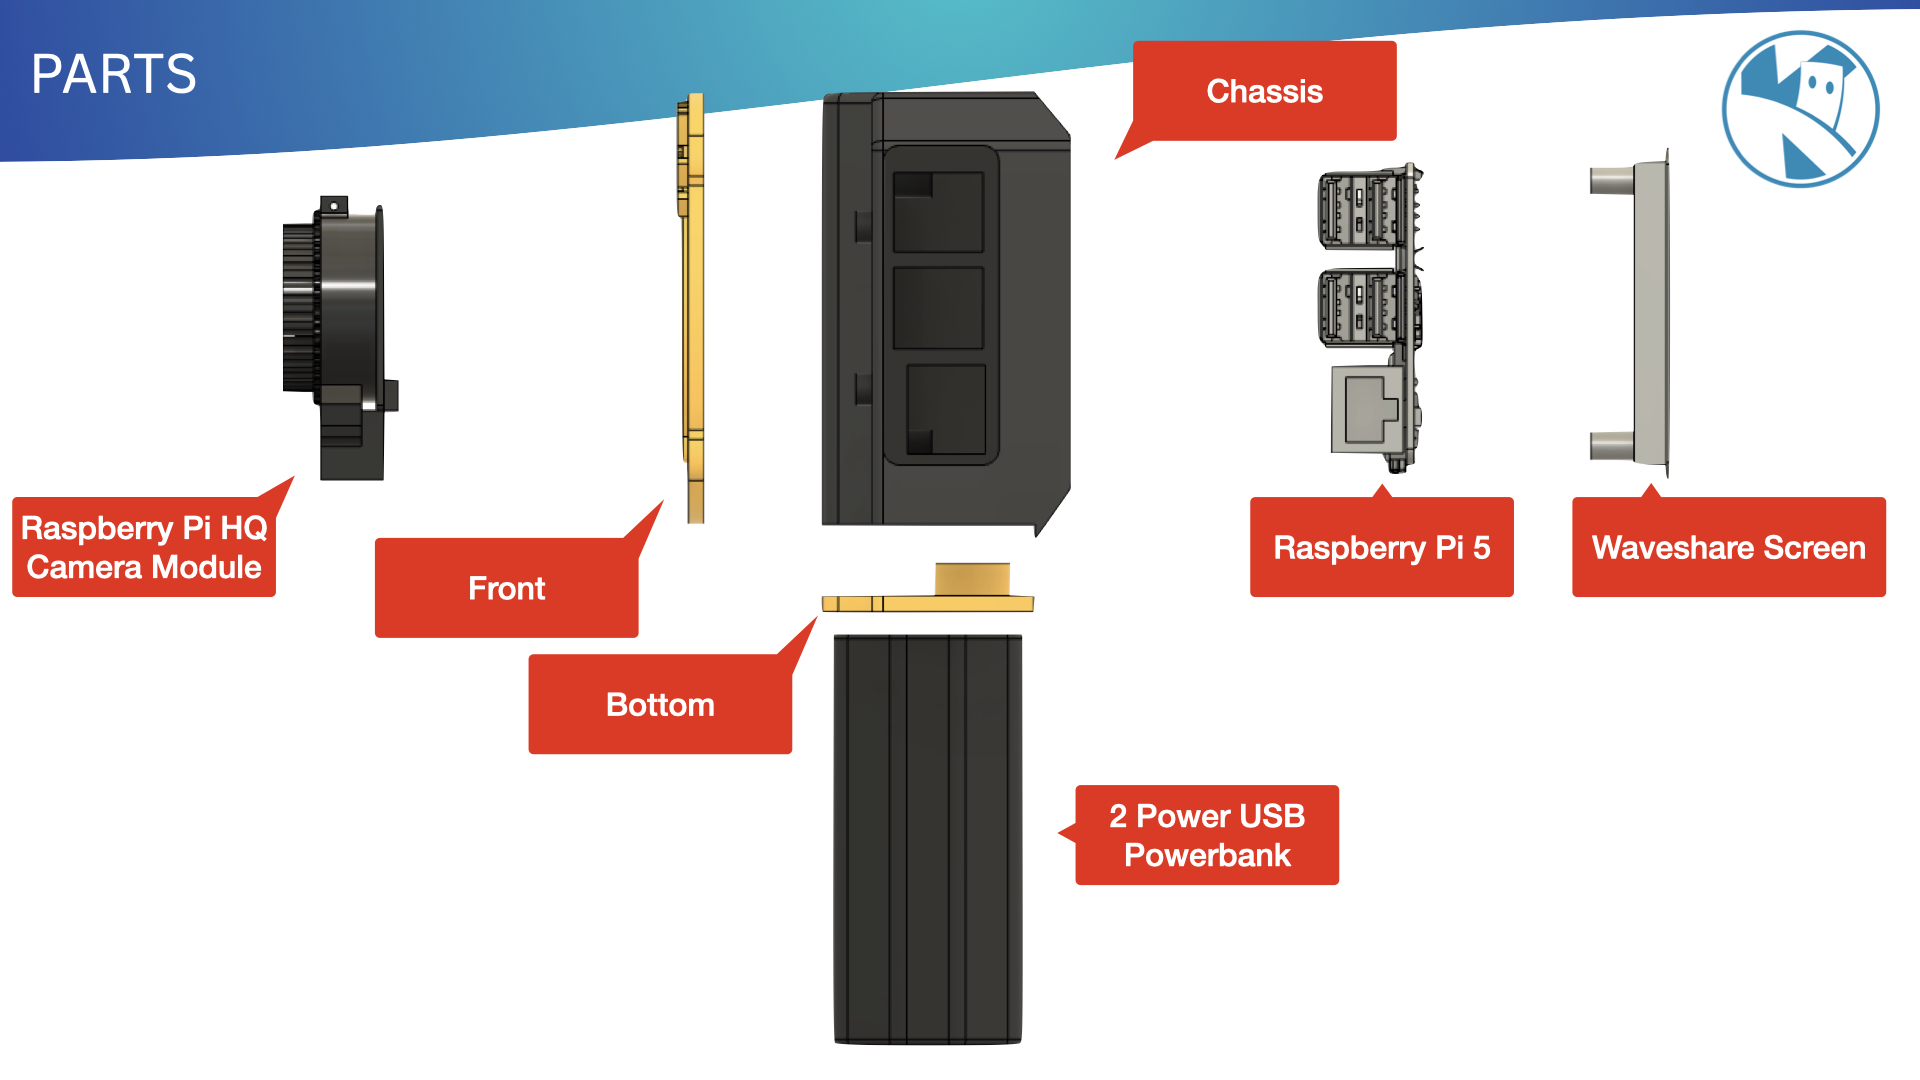 PARTS
Chassis
Raspberry Pi HQ
Camera Module
Front
Raspberry Pi 5
Waveshare Screen
Bottom
2 Power USB
Powerbank